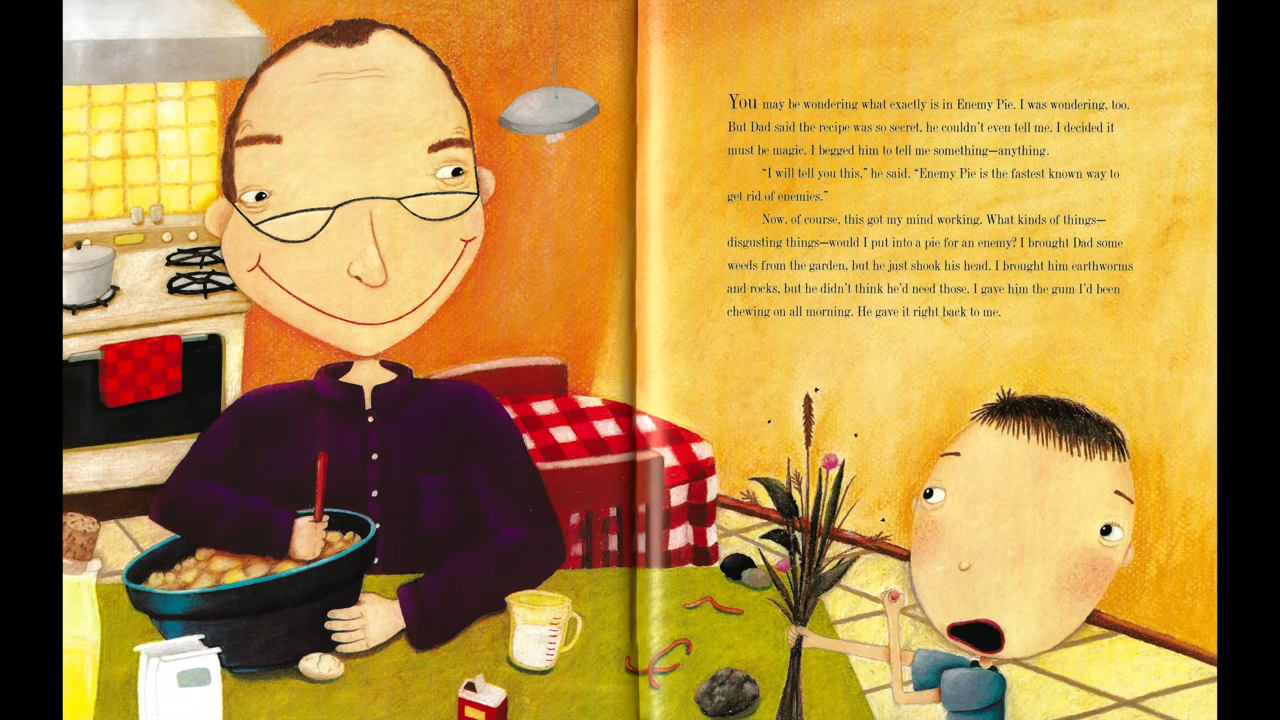 You may be wondering what exactly is in Enemy Pie. I was wondering, too.
But Dad said the recipe was so secret, he couldn't even tell me. I decided it
must be magic. I begged him to tell me something—anything.
"I will tell you this," he said. "Enemy Pie is the fastest known way to
get rid of enemies."
Now, of course, this got my mind working. What kinds of things—
disgusting things—would I put into a pie for an enemy? I brought Dad some
weeds from the garden, but he just shook his head. I brought him earthworms
and rocks, but he didn't think he'd need those. I gave him the gum I'd been
chewing on all morning. He gave it right back to me.